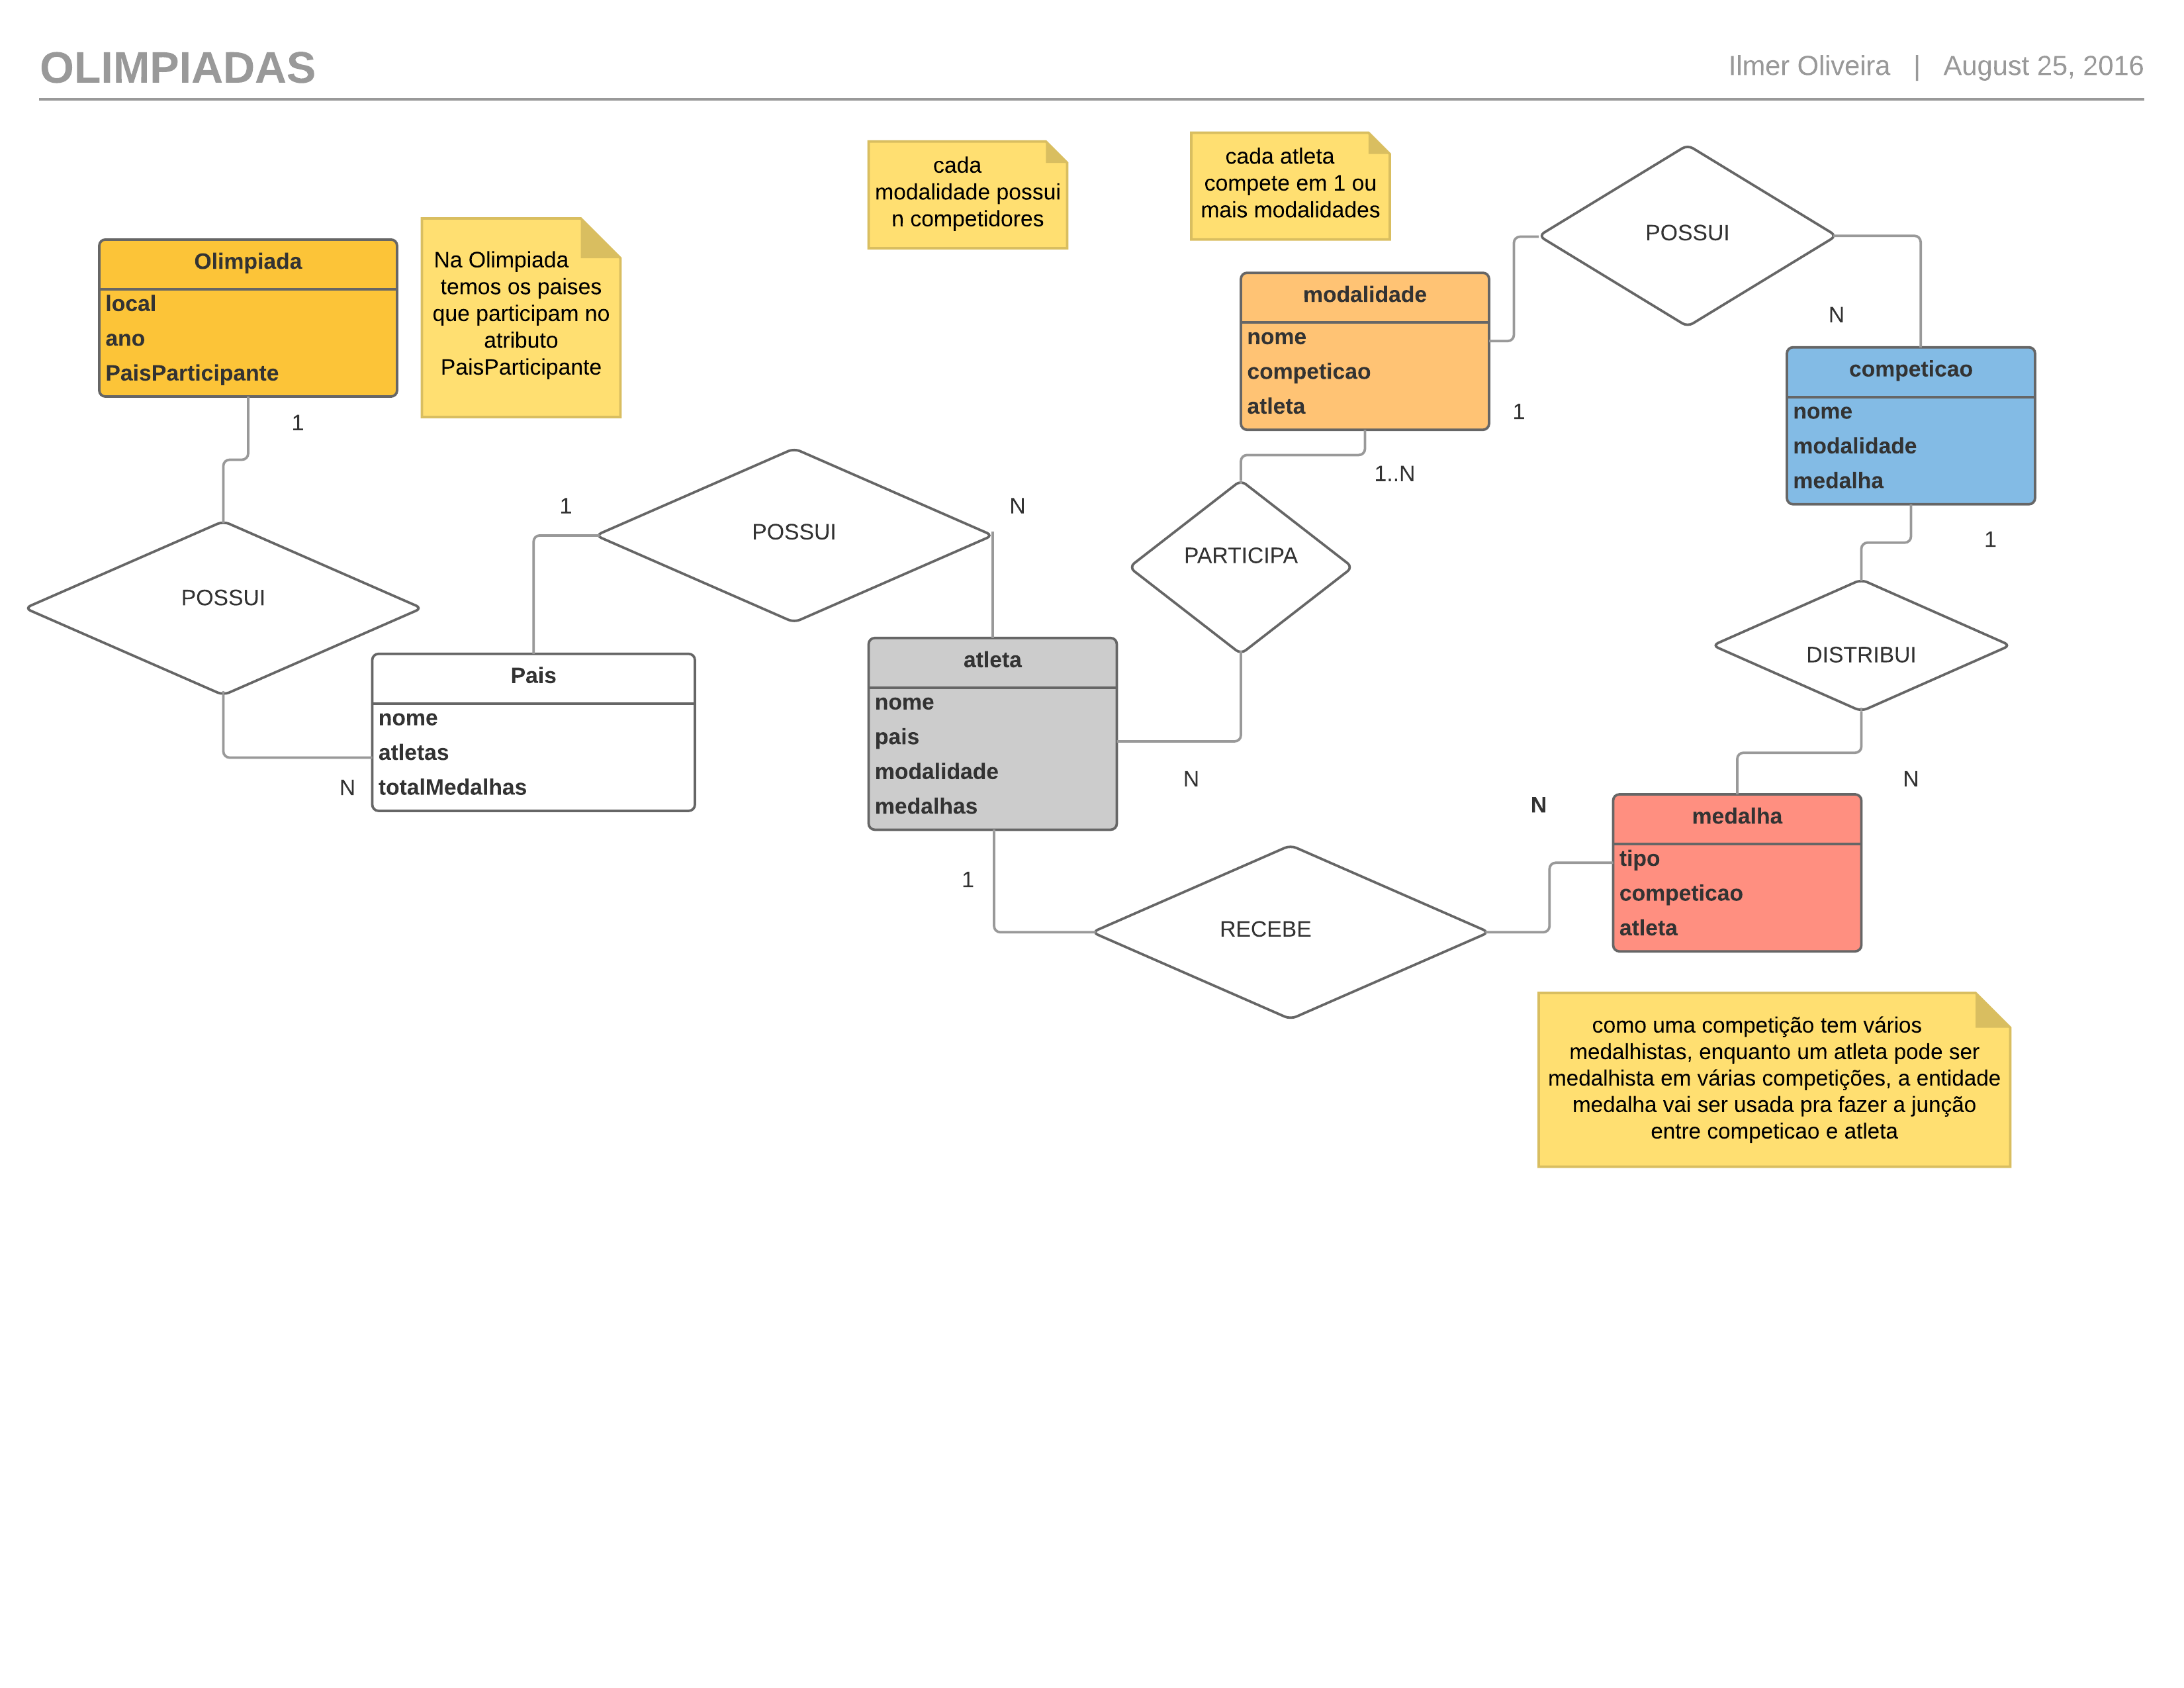 OLIMPIADAS
Ilmer Oliveira | August 25, 2016
cada
modalidade possui
n competidores
cada atleta
compete em 1 ou
mais modalidades
POSSUI
Olimpiada
local
ano
PaisParticipante
Na Olimpiada
temos os paises
que participam no
atributo
PaisParticipante
modalidade
nome
competicao
atleta
N
competicao
nome
modalidade
medalha
1
1
1..N
1
POSSUI
N
PARTICIPA
1
POSSUI
DISTRIBUI
Pais
nome
atletas
totalMedalhas
N
atleta
nome
pais
modalidade
medalhas
N
N
N
medalha
tipo
competicao
atleta
1
RECEBE
como uma competição tem vários
medalhistas, enquanto um atleta pode ser
medalhista em várias competições, a entidade
medalha vai ser usada pra fazer a junção
entre competicao e atleta